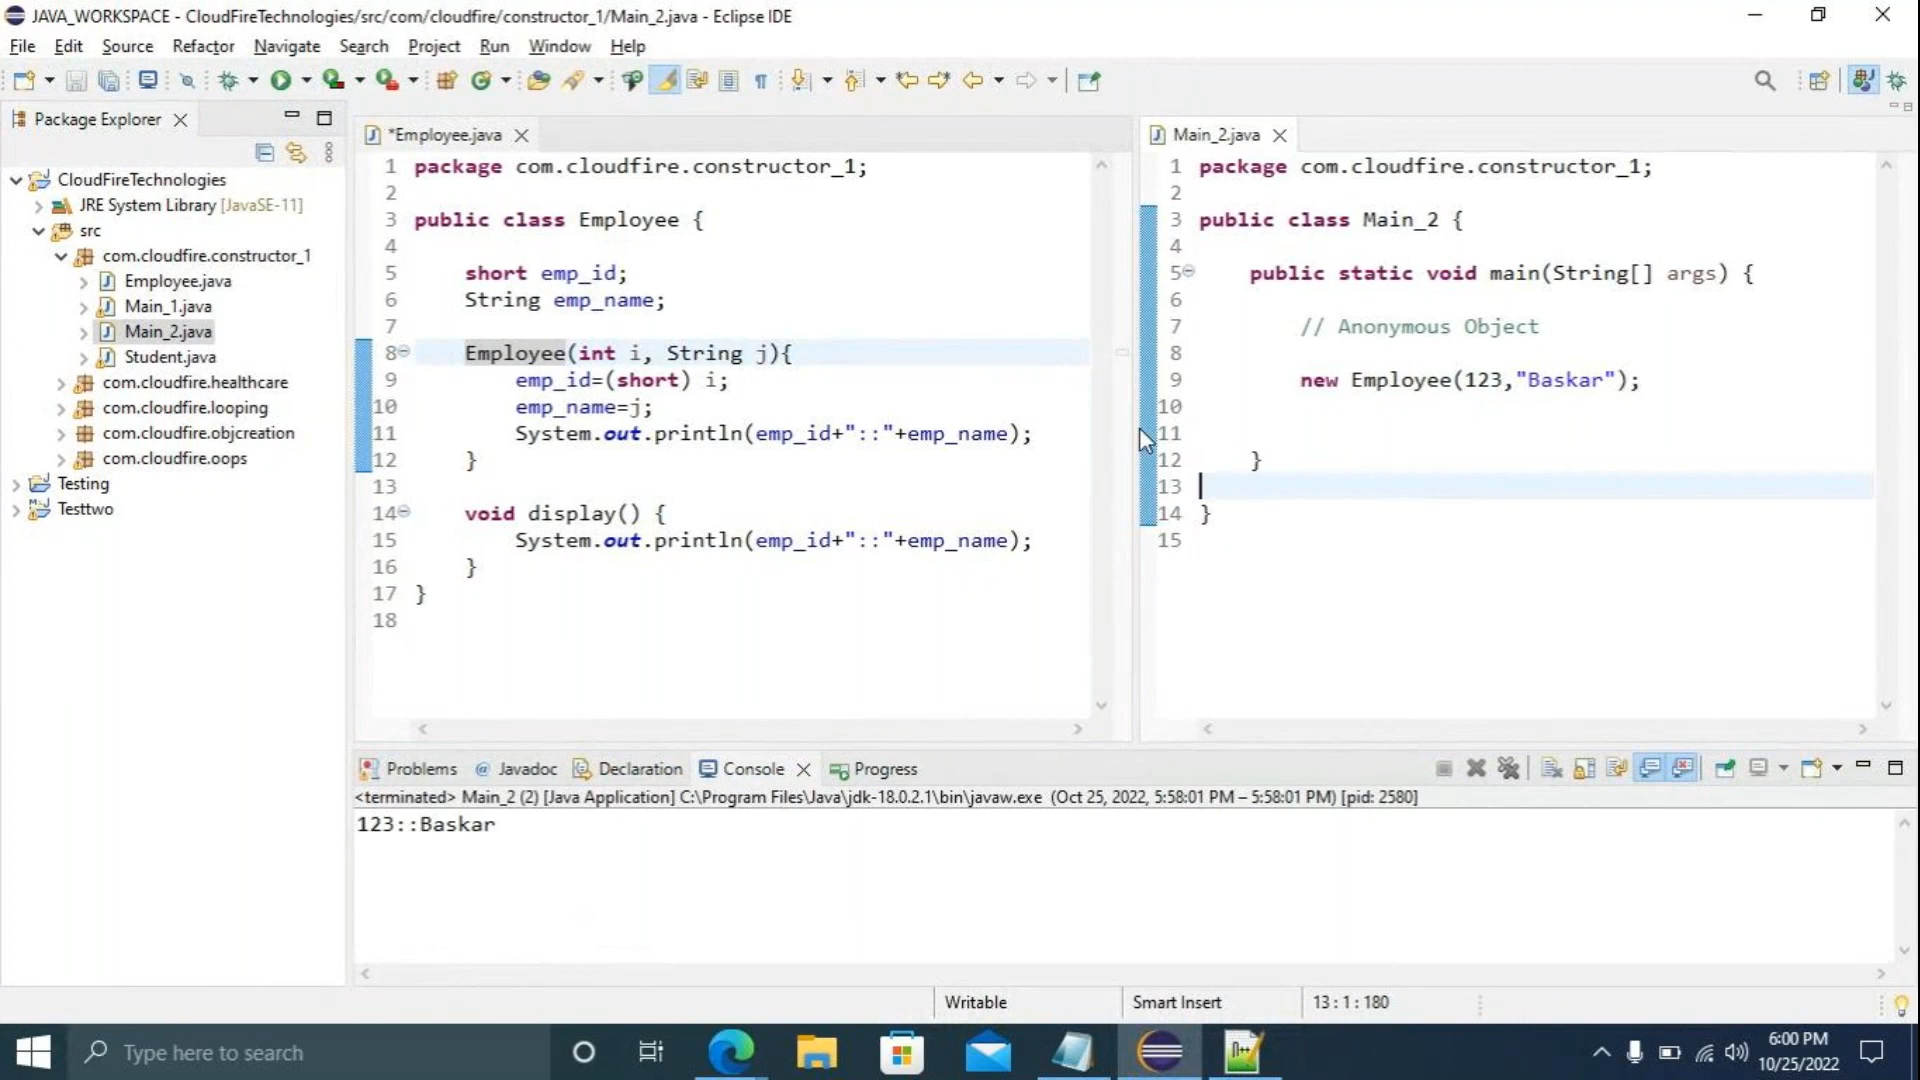 JAVA_WORKSPACE - CloudFireTechnologies/src/com/cloudfire/constructor_1/Main_2.java - Eclipse IDE
File Edit Source Refactor Navigate Search Project Run Window Help
Package Explorer
CloudFireTechnologies
JRE System Library [JavaSE-11]
src
com.cloudfire.constructor_1
Employee.java
Main_1.java
Main_2.java
Student.java
com.cloudfire.healthcare
com.cloudfire.looping
com.cloudfire.objcreation
com.cloudfire.oops
Testing
Testtwo
*Employee.java
1 package com.cloudfire.constructor_1;
2
3 public class Employee {
4
5 short emp_id;
6 String emp_name;
7
8 Employee(int i, String j){
9 emp_id=(short) i;
10 emp_name=j;
11 System.out.println(emp_id+"::"+emp_name);
12 }
13
14 void display() {
15 System.out.println(emp_id+"::"+emp_name);
16 }
17 }
18
Main_2.java
1 package com.cloudfire.constructor_1;
2
3 public class Main_2 {
4
5 public static void main(String[] args) {
6
7 // Anonymous Object
8
9 new Employee(123,"Baskar");
10
11
12 }
13
14 }
15
Problems Javadoc Declaration Console Progress
<terminated> Main_2 (2) [Java Application] C:\Program Files\Java\jdk-18.0.2.1\bin\javaw.exe (Oct 25, 2022, 5:58:01 PM – 5:58:01 PM) [pid: 2580]
123::Baskar
Writable Smart Insert 13 : 1 : 180
Type here to search
6:00 PM
10/25/2022